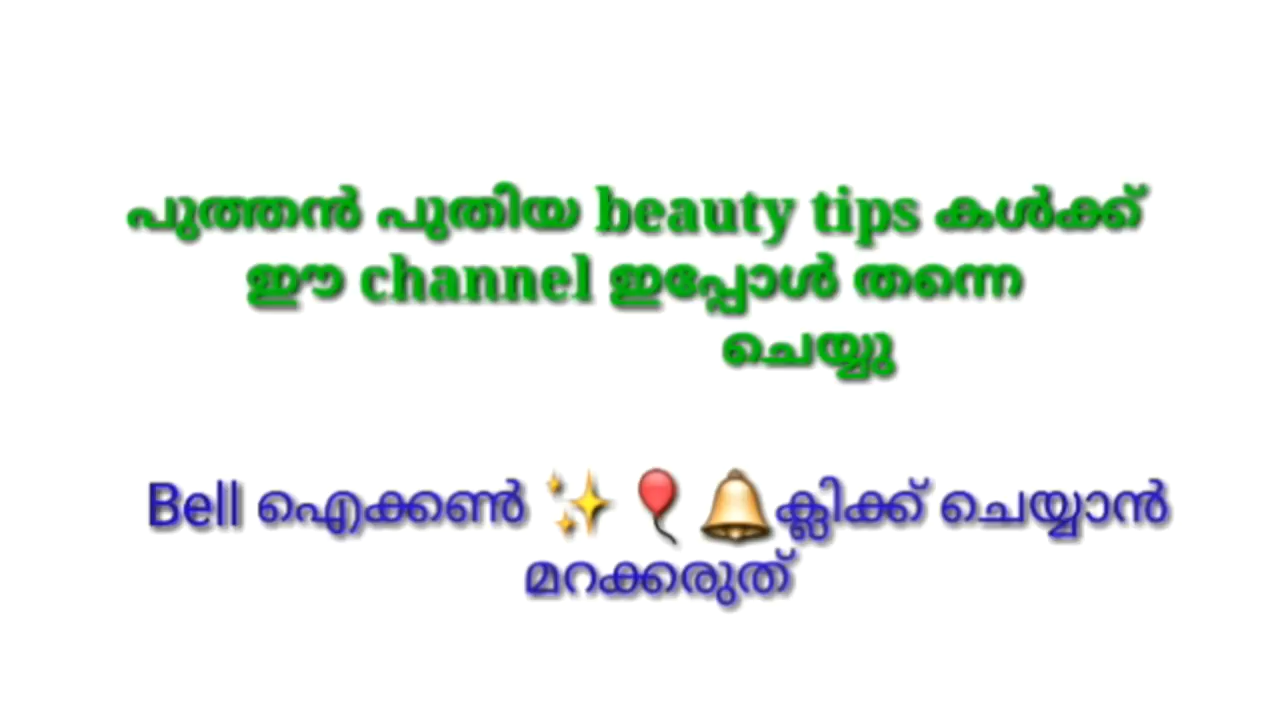 പുത്തൻ പുതിയ beauty tips കൾക്ക്
ഈ channel ഇപ്പോൾ തന്നെ
ചെയ്യു
Bell ഐക്കൺ ✨🎈🔔ക്ലിക്ക് ചെയ്യാൻ
മറക്കരുത്